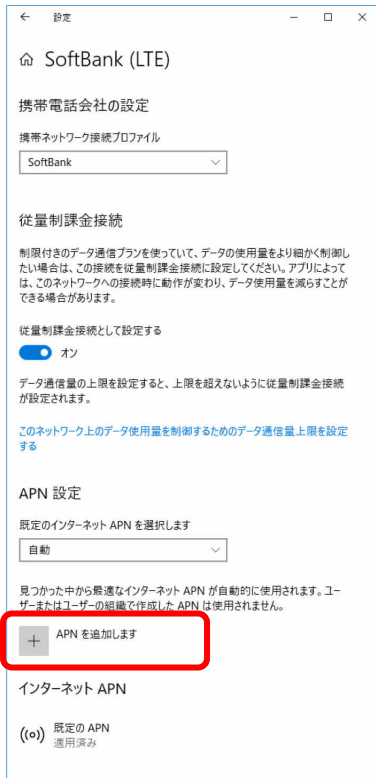 設定
SoftBank (LTE)
携帯電話会社の設定
携帯ネットワーク接続プロファイル
SoftBank
従量制課金接続
制限付きのデータ通信プランを使っていて、データの使用量をより細かく制御し
たい場合は、この接続を従量制課金接続に設定してください。アプリによって
は、このネットワークへの接続時に動作が変わり、データ使用量を減らすことが
できる場合があります。
従量制課金接続として設定する
オン
データ通信量の上限を設定すると、上限を超えないように従量制課金接続
が設定されます。
このネットワーク上のデータ使用量を制御するためのデータ通信量上限を設定
する
APN 設定
既定のインターネット APN を選択します
自動
見つかった中から最適なインターネット APN が自動的に使用されます。ユー
ザーまたはユーザーの組織で作成した APN は使用されません。
APN を追加します
インターネット APN
既定の APN
適用済み